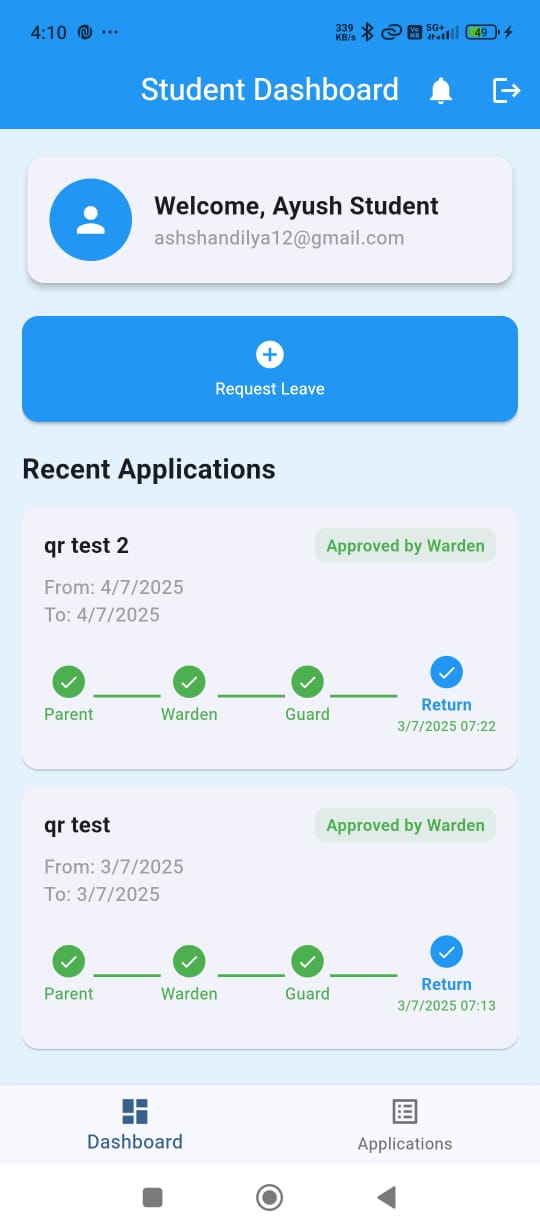 4:10 ...
339 KB/s Vo NR 5G+ 49
Student Dashboard
Welcome, Ayush Student
ashshandilya12@gmail.com
Request Leave
Recent Applications
qr test 2
Approved by Warden
From: 4/7/2025
To: 4/7/2025
Parent Warden Guard Return
3/7/2025 07:22
qr test
Approved by Warden
From: 3/7/2025
To: 3/7/2025
Parent Warden Guard Return
3/7/2025 07:13
Dashboard Applications